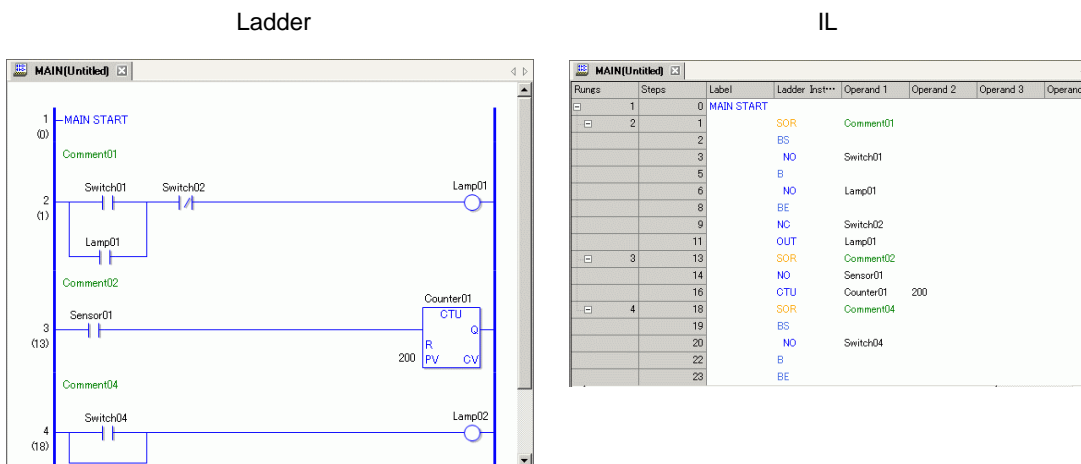 Ladder
IL
MAN(Untitled)
1 MAIN START
(0)
Comment01
Switch01 Switch02 Lamp01
2
(1)
Lamp01
Comment02
Counter01
Sensor01 CTU
3 Q
(13) R
200 PV CV
Comment04
Switch04 Lamp02
4
(18)
MAIN(Untitled)
Rungs Steps Label Ladder Inst··· Operand 1 Operand 2 Operand 3 Operand
1 0 MAIN START
2 1 SOR Comment01
2 BS
3 NO Switch01
5 B
6 NO Lamp01
8 BE
9 NC Switch02
11 OUT Lamp01
3 13 SOR Comment02
14 NO Sensor01
16 CTU Counter01 200
4 18 SOR Comment04
19 BS
20 NO Switch04
22 B
23 BE